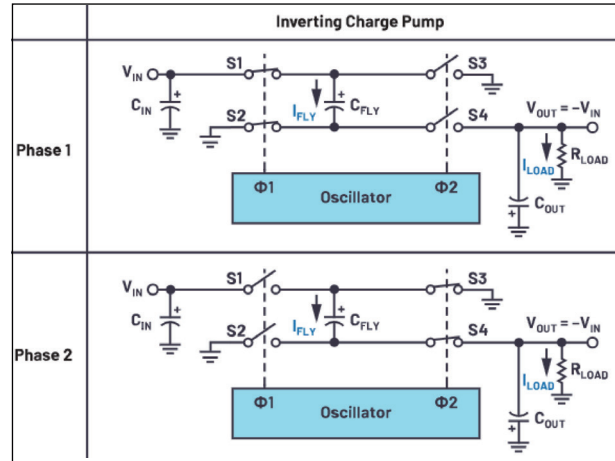 Inverting Charge Pump
Phase 1
S1
S3
V_IN
C_IN
+
+
I_FLY
C_FLY
S2
S4
V_OUT = –V_IN
I_LOAD
R_LOAD
Φ1
Φ2
Oscillator
C_OUT
+
Phase 2
S1
S3
V_IN
C_IN
+
+
I_FLY
C_FLY
S2
S4
V_OUT = –V_IN
I_LOAD
R_LOAD
Φ1
Φ2
Oscillator
C_OUT
+